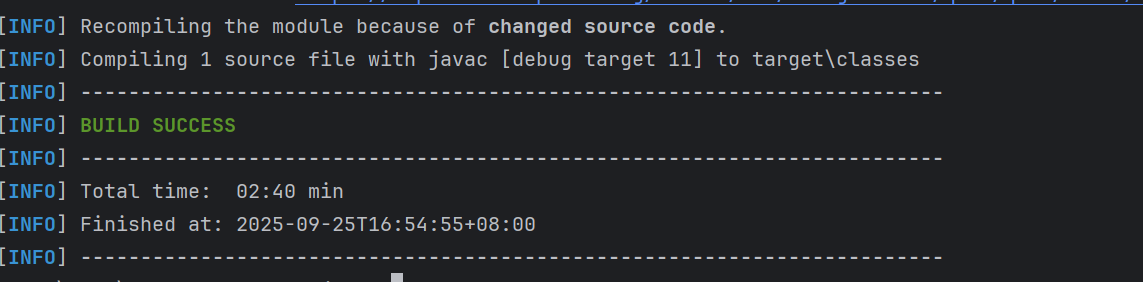 [INFO] Recompiling the module because of changed source code.
[INFO] Compiling 1 source file with javac [debug target 11] to target\classes
[INFO] ------------------------------------------------------------------------
[INFO] BUILD SUCCESS
[INFO] ------------------------------------------------------------------------
[INFO] Total time:  02:40 min
[INFO] Finished at: 2025-09-25T16:54:55+08:00
[INFO] ------------------------------------------------------------------------